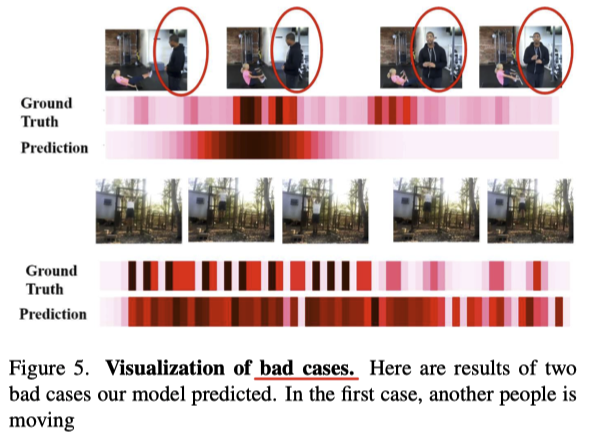 Ground
Truth
Prediction
Ground
Truth
Prediction
Figure 5. Visualization of bad cases. Here are results of two
bad cases our model predicted. In the first case, another people is
moving